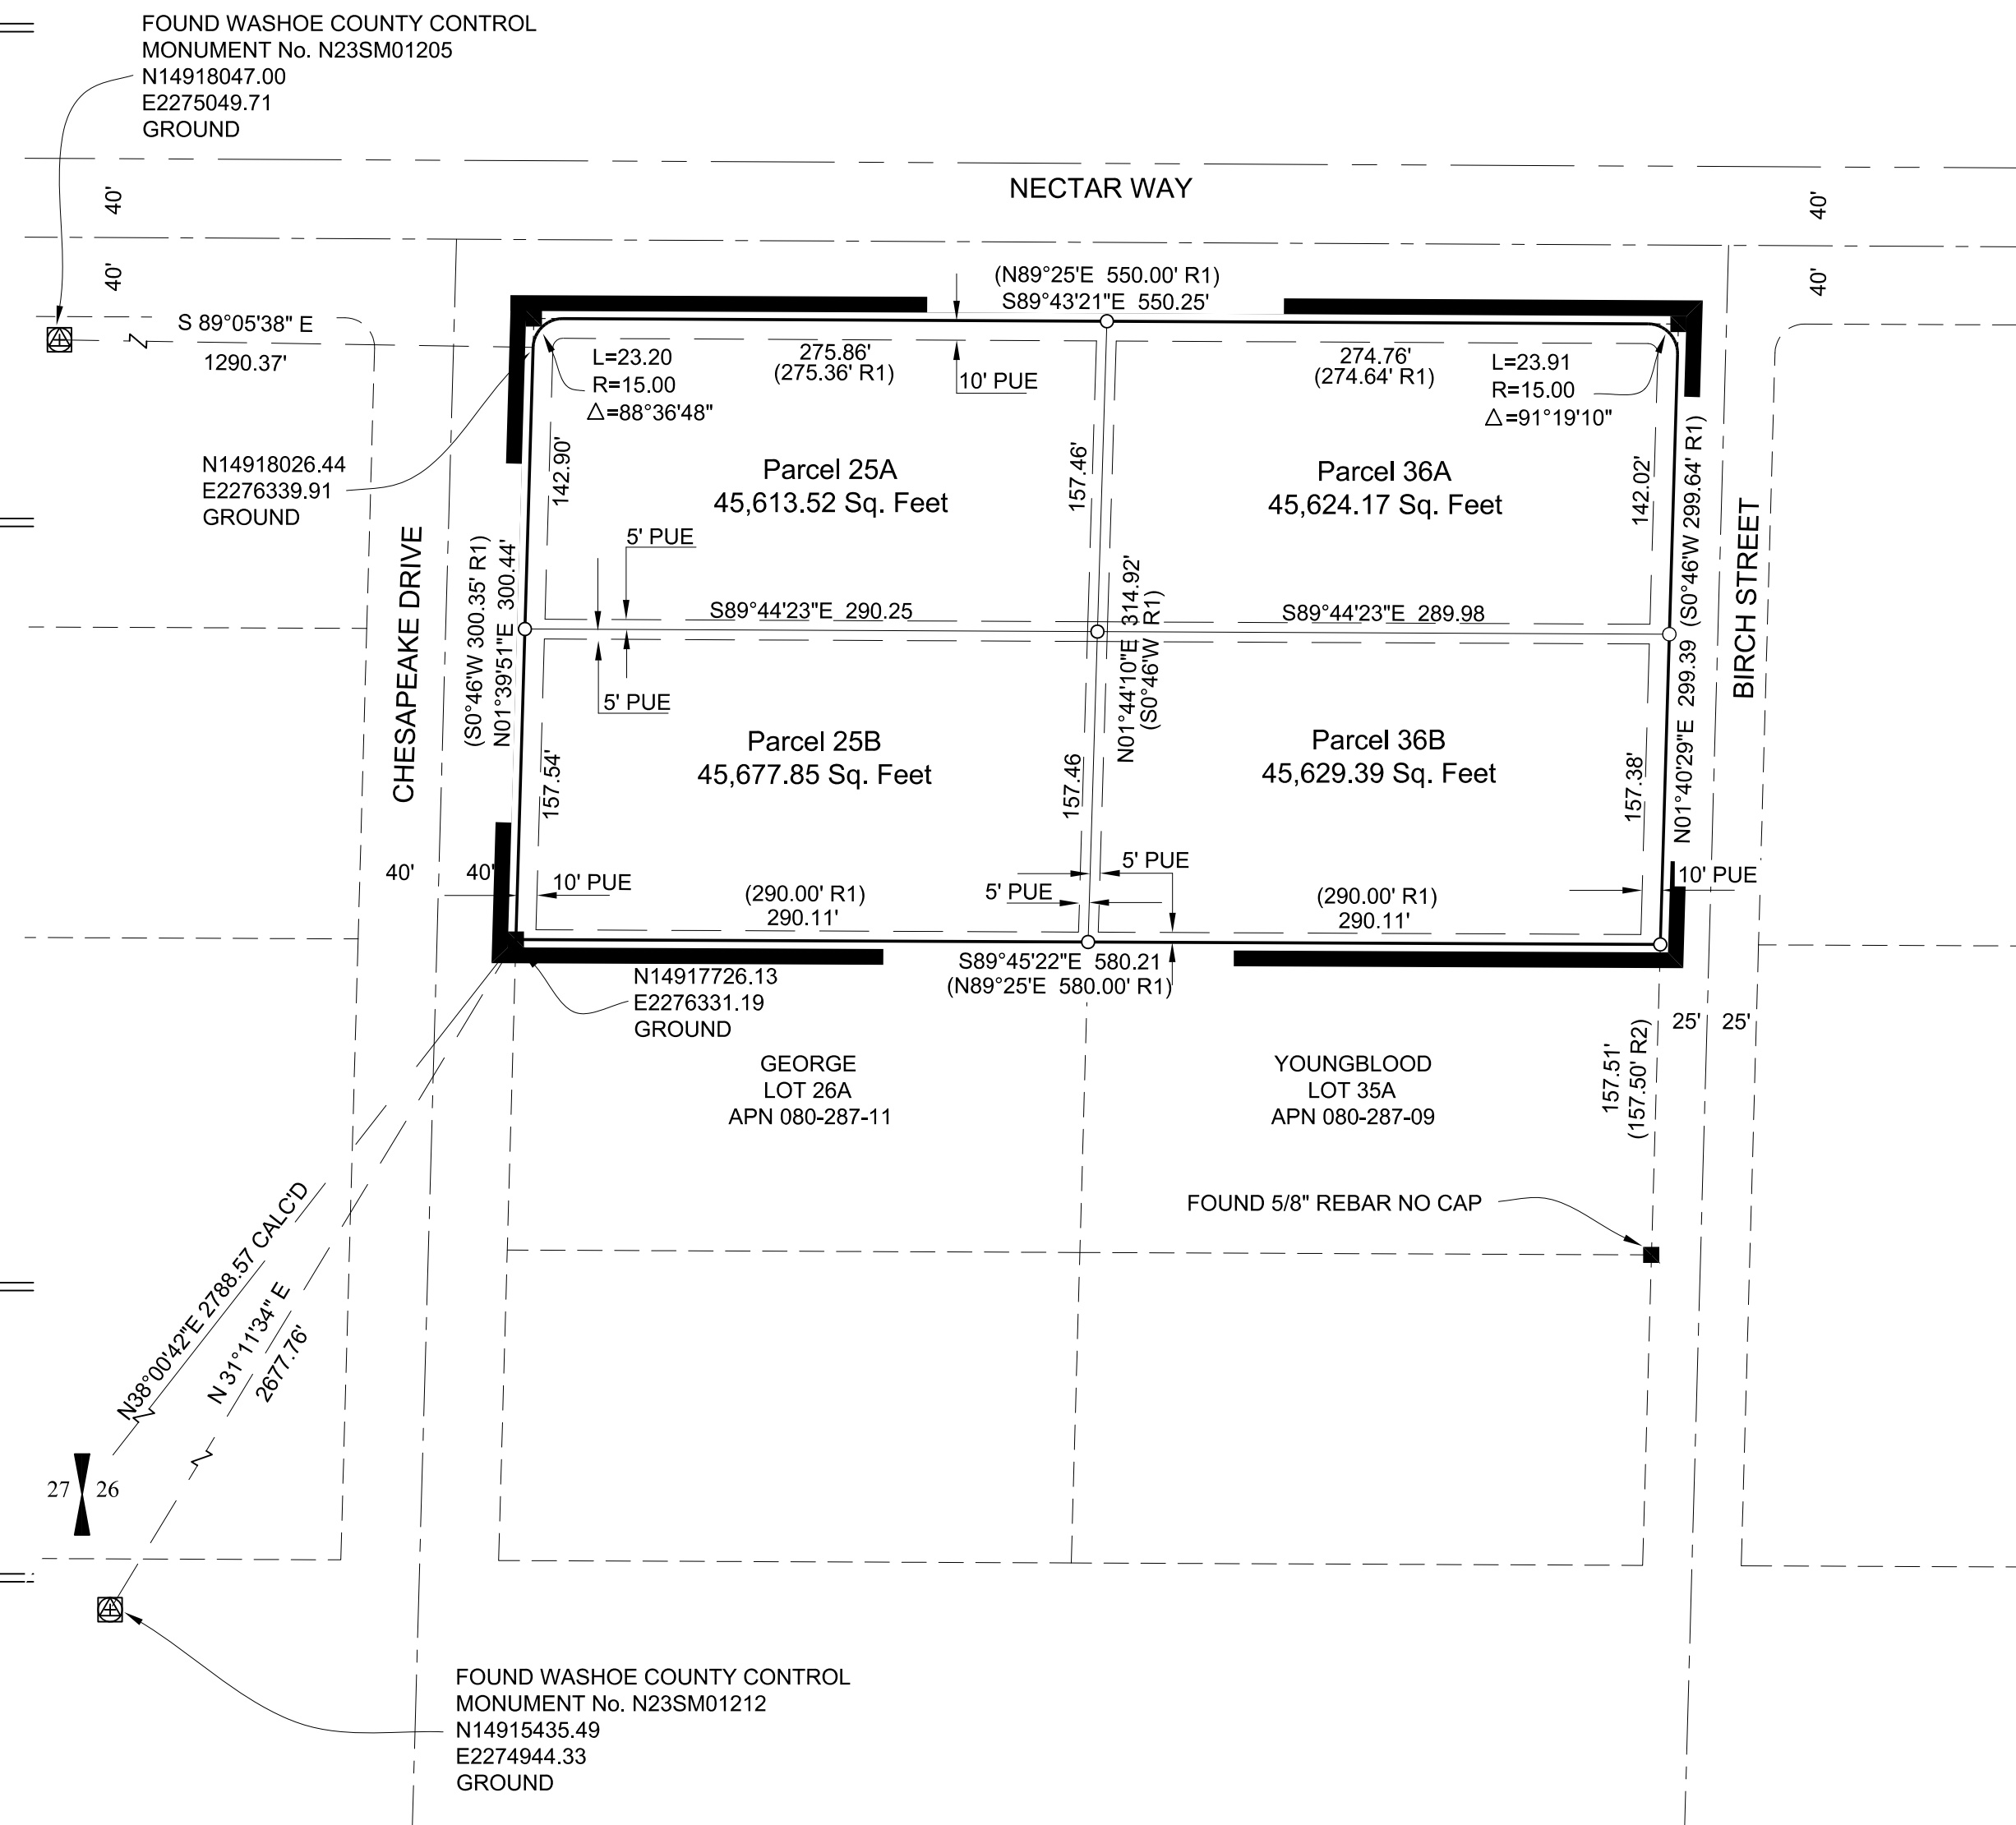 FOUND WASHOE COUNTY CONTROL
MONUMENT No. N23SM01205
N14918047.00
E2275049.71
GROUND
NECTAR WAY
40'
40'
40'
40'
(N89°25'E 550.00' R1)
S89°43'21"E 550.25'
S 89°05'38" E
1290.37'
L=23.20
R=15.00
△=88°36'48"
275.86'
(275.36' R1)
10' PUE
274.76'
(274.64' R1)
L=23.91
R=15.00
△=91°19'10"
N14918026.44
E2276339.91
GROUND
142.90'
Parcel 25A
45,613.52 Sq. Feet
157.46'
Parcel 36A
45,624.17 Sq. Feet
142.02'
(S0°46'W 299.64' R1)
N01°40'29"E 299.39
BIRCH STREET
CHESAPEAKE DRIVE
(S0°46'W 300.35' R1)
N01°39'51"E 300.44'
5' PUE
S89°44'23"E 290.25
S89°44'23"E 289.98
5' PUE
N01°44'10"E 314.92'
(S0°46'W R1)
157.54'
Parcel 25B
45,677.85 Sq. Feet
157.46
Parcel 36B
45,629.39 Sq. Feet
157.38'
40'
40'
10' PUE
(290.00' R1)
290.11'
5' PUE
5' PUE
(290.00' R1)
290.11'
10' PUE
S89°45'22"E 580.21
(N89°25'E 580.00' R1)
N14917726.13
E2276331.19
GROUND
25'
25'
GEORGE
LOT 26A
APN 080-287-11
YOUNGBLOOD
LOT 35A
APN 080-287-09
157.51'
(157.50' R2)
FOUND 5/8" REBAR NO CAP
N38°00'42"E 2788.57 CALC'D
N 31°11'34" E
2677.76'
27
26
FOUND WASHOE COUNTY CONTROL
MONUMENT No. N23SM01212
N14915435.49
E2274944.33
GROUND